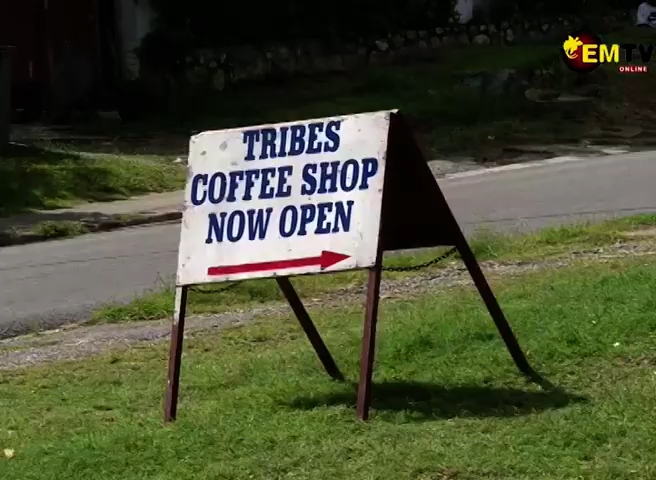 EMTV
ONLINE
TRIBES
COFFEE SHOP
NOW OPEN